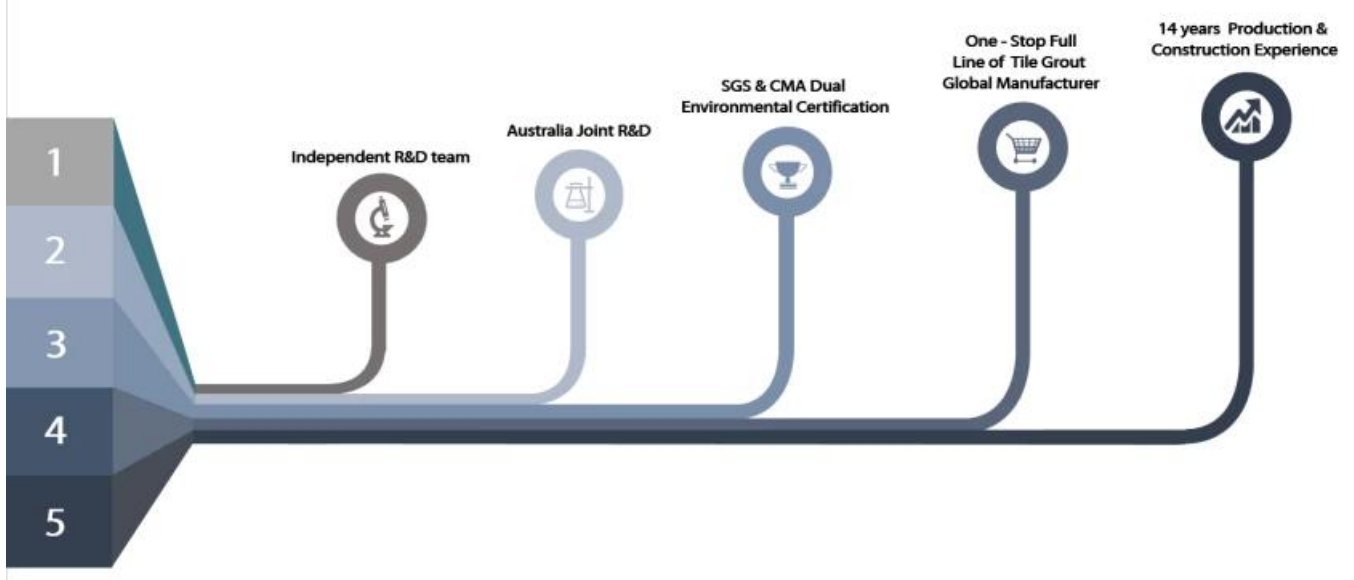 1
2
3
4
5
Independent R&D team
Australia Joint R&D
SGS & CMA Dual
Environmental Certification
One - Stop Full
Line of Tile Grout
Global Manufacturer
14 years Production &
Construction Experience